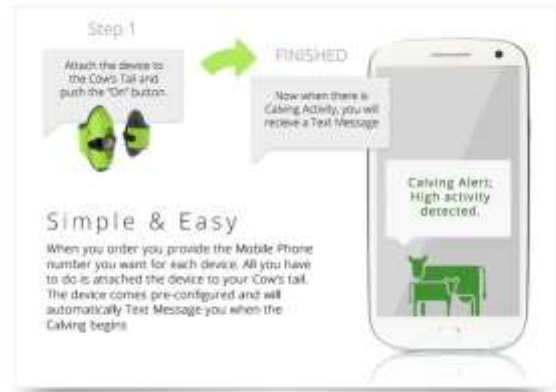 Step 1
Attach the device to
the Cow's Tail and
push the "On" button.
FINISHED
Now when there is
Calving Activity, you will
recieve a Text Message
Calving Alert;
High activity
detected.
Simple & Easy
When you order you provide the Mobile Phone
number you want for each device. All you have
to do is attached the device to your Cow's tail.
The device comes pre-configured and will
automatically Text Message you when the
Calving begins